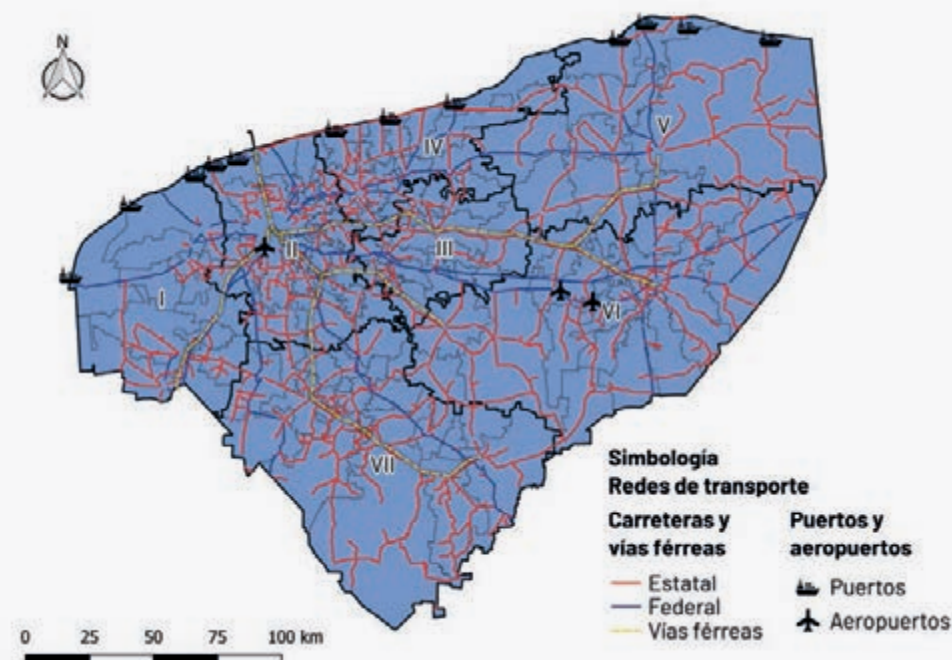 N
V
IV
II
III
I
VI
VII
Simbología
Redes de transporte
Carreteras y
vías férreas
Estatal
Federal
Vías férreas
Puertos y
aeropuertos
Puertos
Aeropuertos
0 25 50 75 100 km